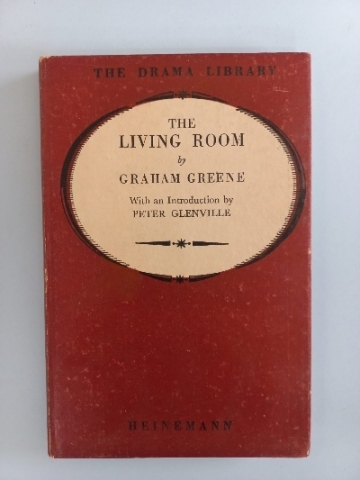 THE DRAMA LIBRARY
THE
LIVING ROOM
by
GRAHAM GREENE
With an Introduction by
PETER GLENVILLE
HEINEMANN